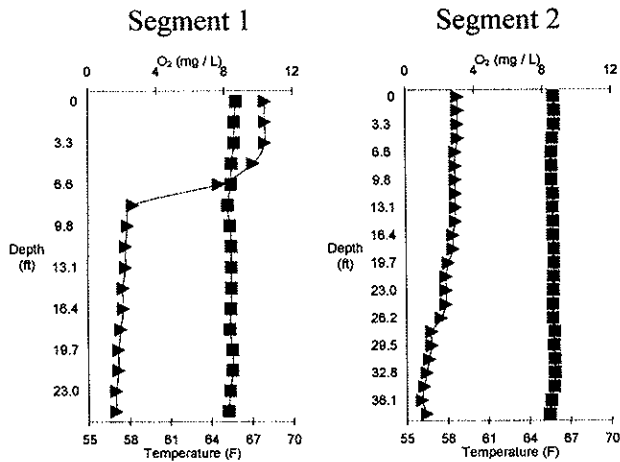 Segment 1
O₂ (mg / L)
0 4 8 12
0
3.3
6.6
9.8
Depth
(ft)
13.1
16.4
19.7
23.0
55 58 61 64 67 70
Temperature (F)
Segment 2
O₂ (mg / L)
0 4 8 12
0
3.3
6.6
9.8
13.1
16.4
Depth
(ft)
19.7
23.0
26.2
29.5
32.8
36.1
55 58 61 64 67 70
Temperature (F)